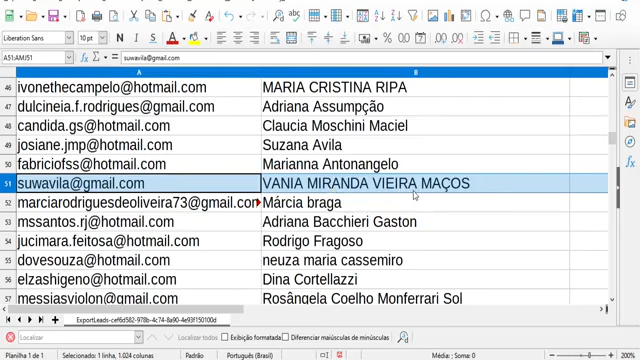 Liberation Sans
10 pt
A51:AMJ51
suwavila@gmail.com
A B
46 ivonethecampelo@hotmail.com MARIA CRISTINA RIPA
47 dulcineia.f.rodrigues@gmail.com Adriana Assumpção
48 candida.gs@hotmail.com Claucia Moschini Maciel
49 josiane.jmp@hotmail.com Suzana Avila
50 fabriciofss@hotmail.com Marianna Antonangelo
51 suwavila@gmail.com VANIA MIRANDA VIEIRA MAÇOS
52 marciarodriguesdeoliveira73@gmail.com Márcia braga
53 mssantos.rj@hotmail.com Adriana Bacchieri Gaston
54 jucimara.feitosa@hotmail.com Rodrigo Fragoso
55 dovesouza@hotmail.com neuza maria cassemiro
56 elzashigeno@hotmail.com Dina Cortellazzi
57 messiasviolon@gmail.com Rosângela Coelho Monferrari Sol
ExportLeads-cef6d582-978b-4c74-8a90-4e93f150100d
Localizar Localizar todos Exibição formatada Diferenciar maiúsculas de minúsculas
Planilha 1 de 1 Selecionado: 1 linha, 1.024 colunas Padrão Português (Brasil) Média: ; Soma: 0 200%